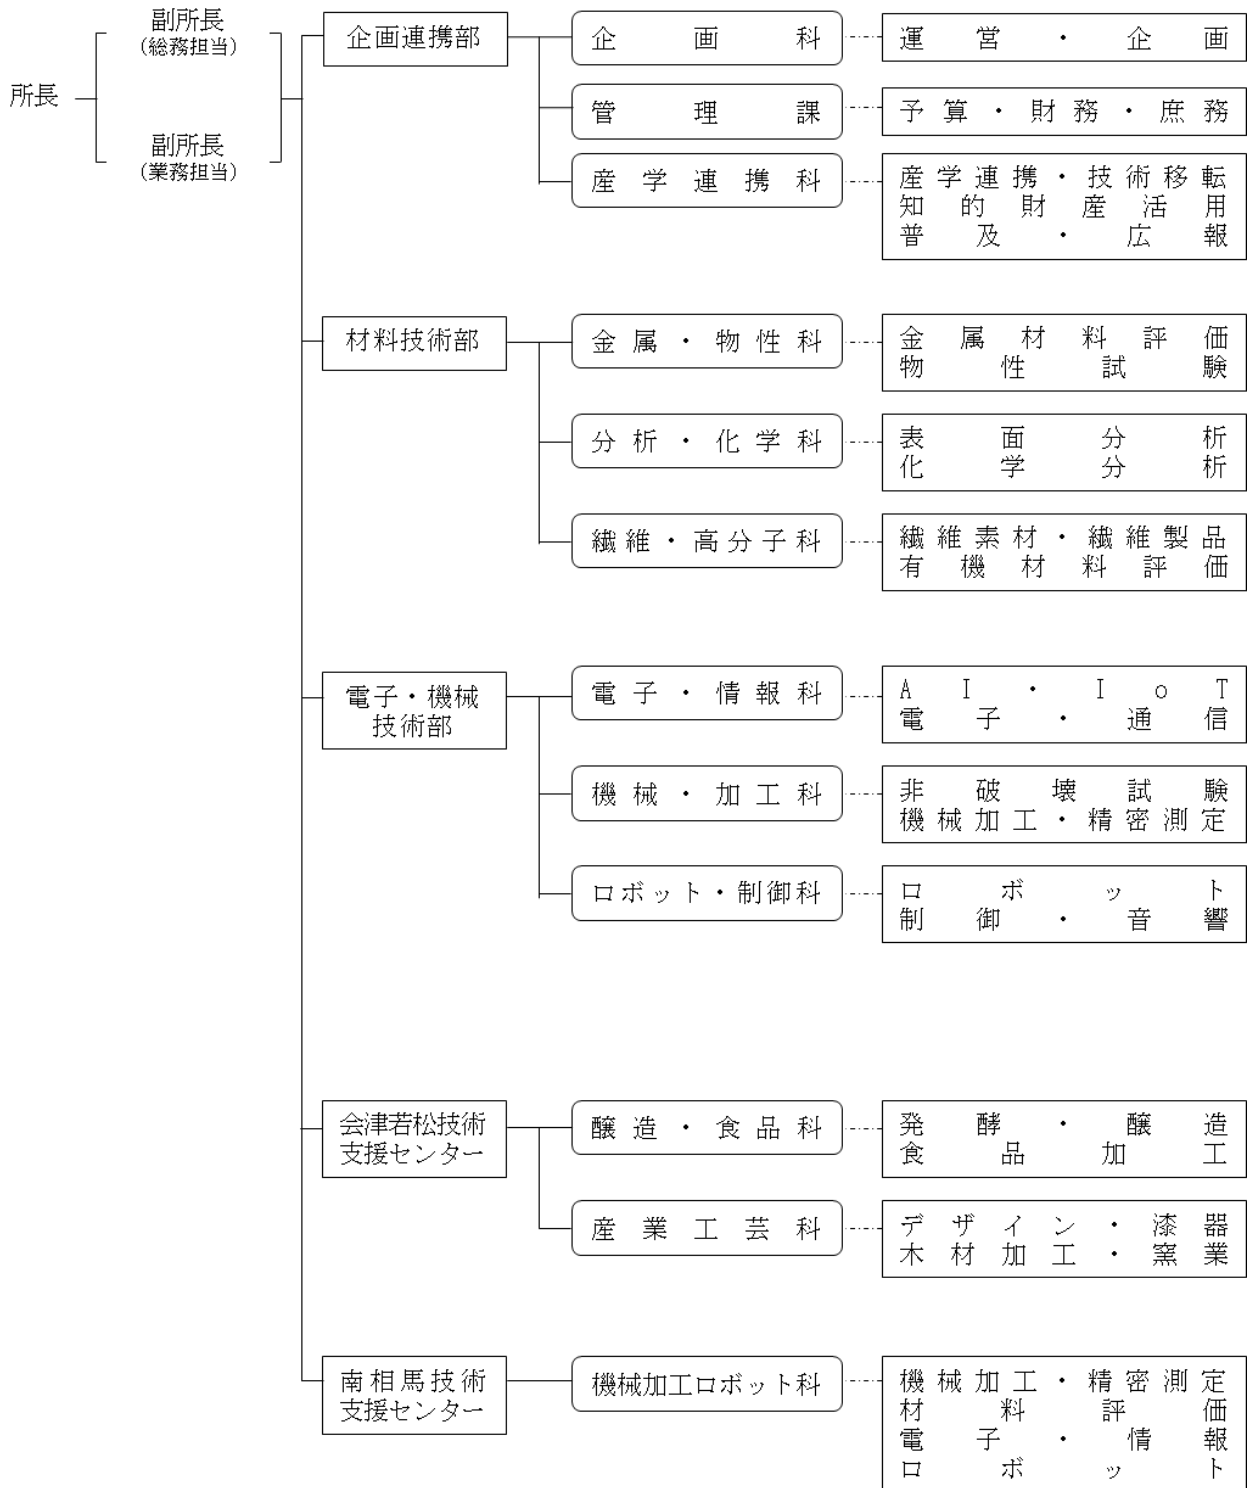 所長
副所長
(総務担当)
副所長
(業務担当)
企画連携部
企画科
運営・企画
管理課
予算・財務・庶務
産学連携科
産学連携・技術移転
知的財産活用
普及・広報
材料技術部
金属・物性科
金属材料評価
物性試験
分析・化学科
表面分析
化学分析
繊維・高分子科
繊維素材・繊維製品
有機材料評価
電子・機械
技術部
電子・情報科
AI・IoT
電子・通信
機械・加工科
非破壊試験
機械加工・精密測定
ロボット・制御科
ロボット
制御・音響
会津若松技術
支援センター
醸造・食品科
発酵・醸造
食品加工
産業工芸科
デザイン・漆器
木材加工・窯業
南相馬技術
支援センター
機械加工ロボット科
機械加工・精密測定
材料評価
電子・情報
ロボット